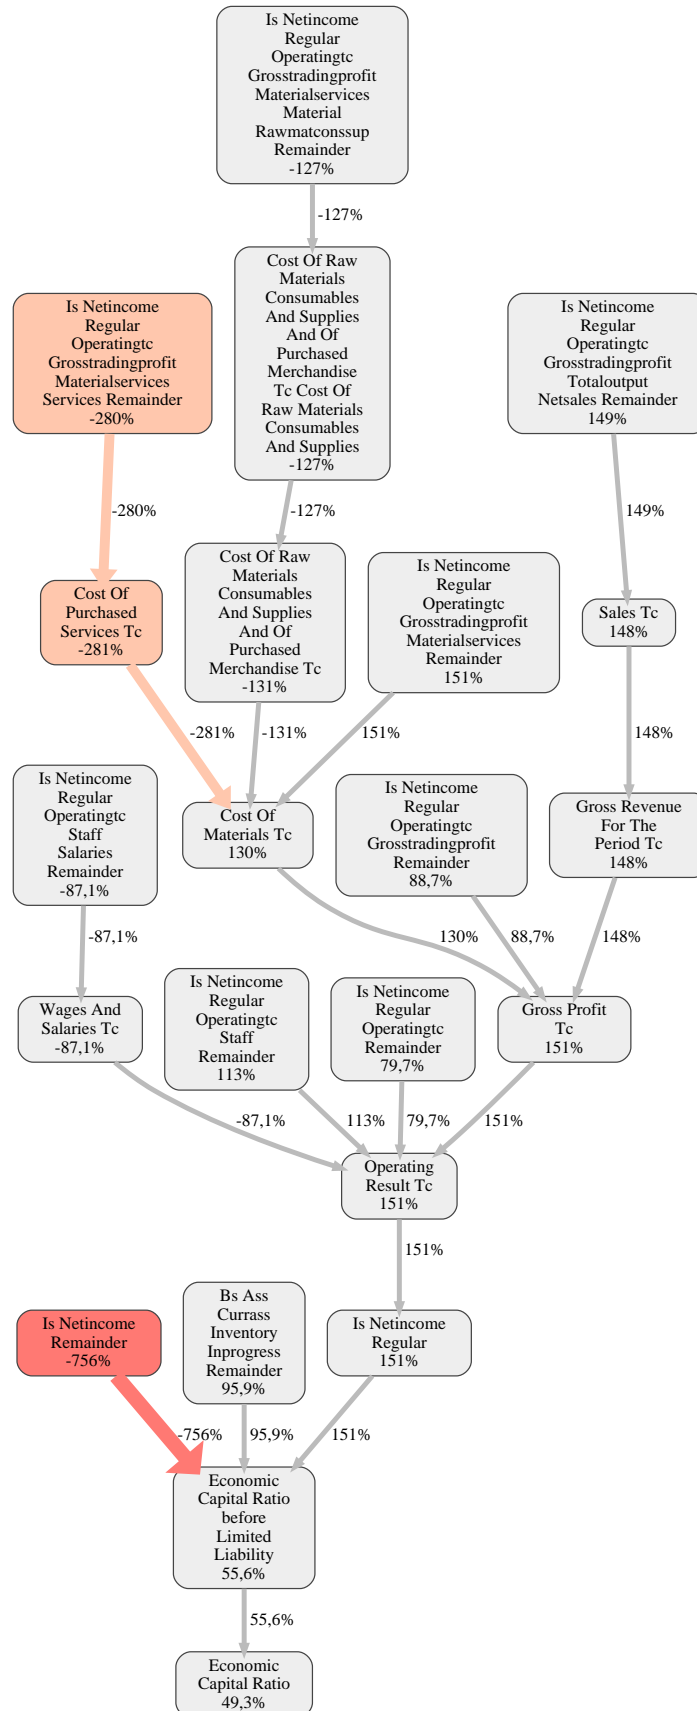 Is Netincome
Regular
Operatingtc
Grosstradingprofit
Materialservices
Material
Rawmatconssup
Remainder
-127%
-127%
Cost Of Raw
Materials
Consumables
And Supplies
And Of
Purchased
Merchandise
Tc Cost Of
Raw Materials
Consumables
And Supplies
-127%
Is Netincome
Regular
Operatingtc
Grosstradingprofit
Materialservices
Services Remainder
-280%
Is Netincome
Regular
Operatingtc
Grosstradingprofit
Totaloutput
Netsales Remainder
149%
-280%
-127%
149%
Cost Of
Purchased
Services Tc
-281%
Cost Of Raw
Materials
Consumables
And Supplies
And Of
Purchased
Merchandise Tc
-131%
Is Netincome
Regular
Operatingtc
Grosstradingprofit
Materialservices
Remainder
151%
Sales Tc
148%
-281%
-131%
151%
148%
Is Netincome
Regular
Operatingtc
Staff
Salaries
Remainder
-87,1%
Cost Of
Materials Tc
130%
Is Netincome
Regular
Operatingtc
Grosstradingprofit
Remainder
88,7%
Gross Revenue
For The
Period Tc
148%
-87,1%
130%
88,7%
148%
Wages And
Salaries Tc
-87,1%
Is Netincome
Regular
Operatingtc
Staff
Remainder
113%
Is Netincome
Regular
Operatingtc
Remainder
79,7%
Gross Profit
Tc
151%
-87,1%
113%
79,7%
151%
Operating
Result Tc
151%
151%
Is Netincome
Remainder
-756%
Bs Ass
Currass
Inventory
Inprogress
Remainder
95,9%
Is Netincome
Regular
151%
-756%
95,9%
151%
Economic
Capital Ratio
before
Limited
Liability
55,6%
55,6%
Economic
Capital Ratio
49,3%